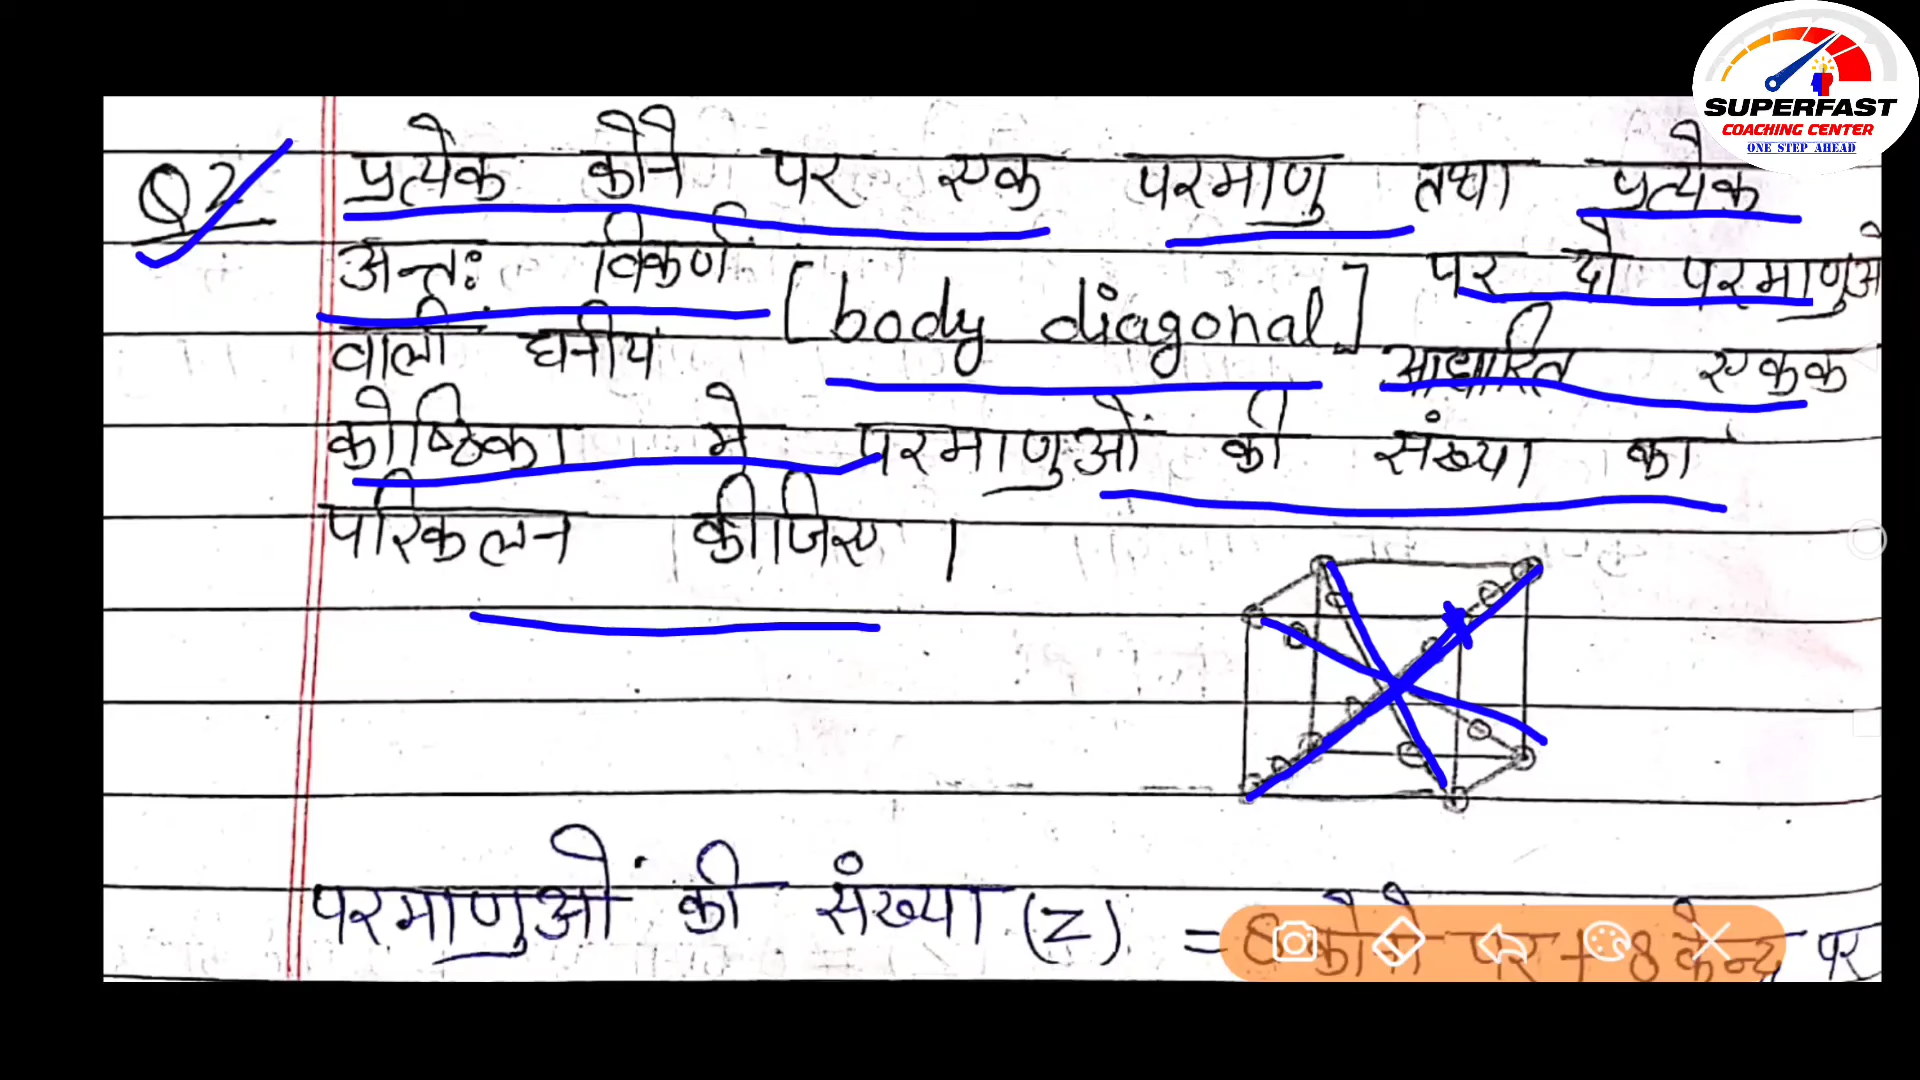 SUPERFAST
COACHING CENTER
ONE STEP AHEAD
Q2 प्रत्येक कोने पर एक परमाणु तथा प्रत्येक
अन्तः विकर्ण [body diagonal] पर दो परमाणुओ
वाली घनीय आधारित एकक
कोष्ठिका में परमाणुओं की संख्या का
परिकलन कीजिए।
परमाणुओं की संख्या (Z) = 8 कोने पर + 8 केन्द्र पर